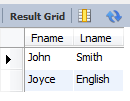 Result Grid
Fname Lname
John Smith
Joyce English